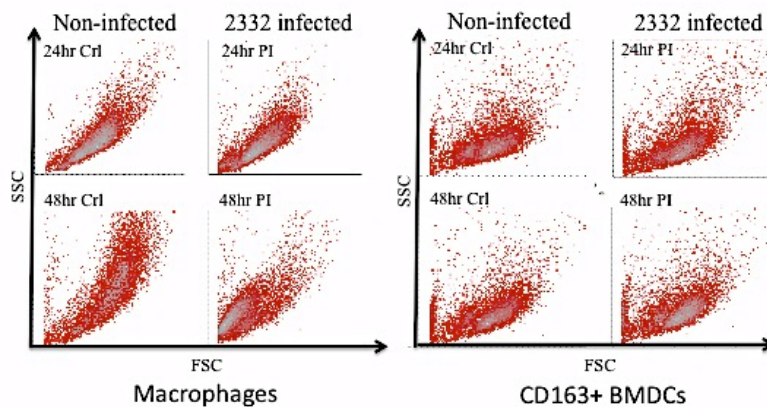 Non-infected 2332 infected
24hr Crl 24hr PI
48hr Crl 48hr PI
SSC
FSC
Macrophages
Non-infected 2332 infected
24hr Crl 24hr PI
48hr Crl 48hr PI
SSC
FSC
CD163+ BMDCs